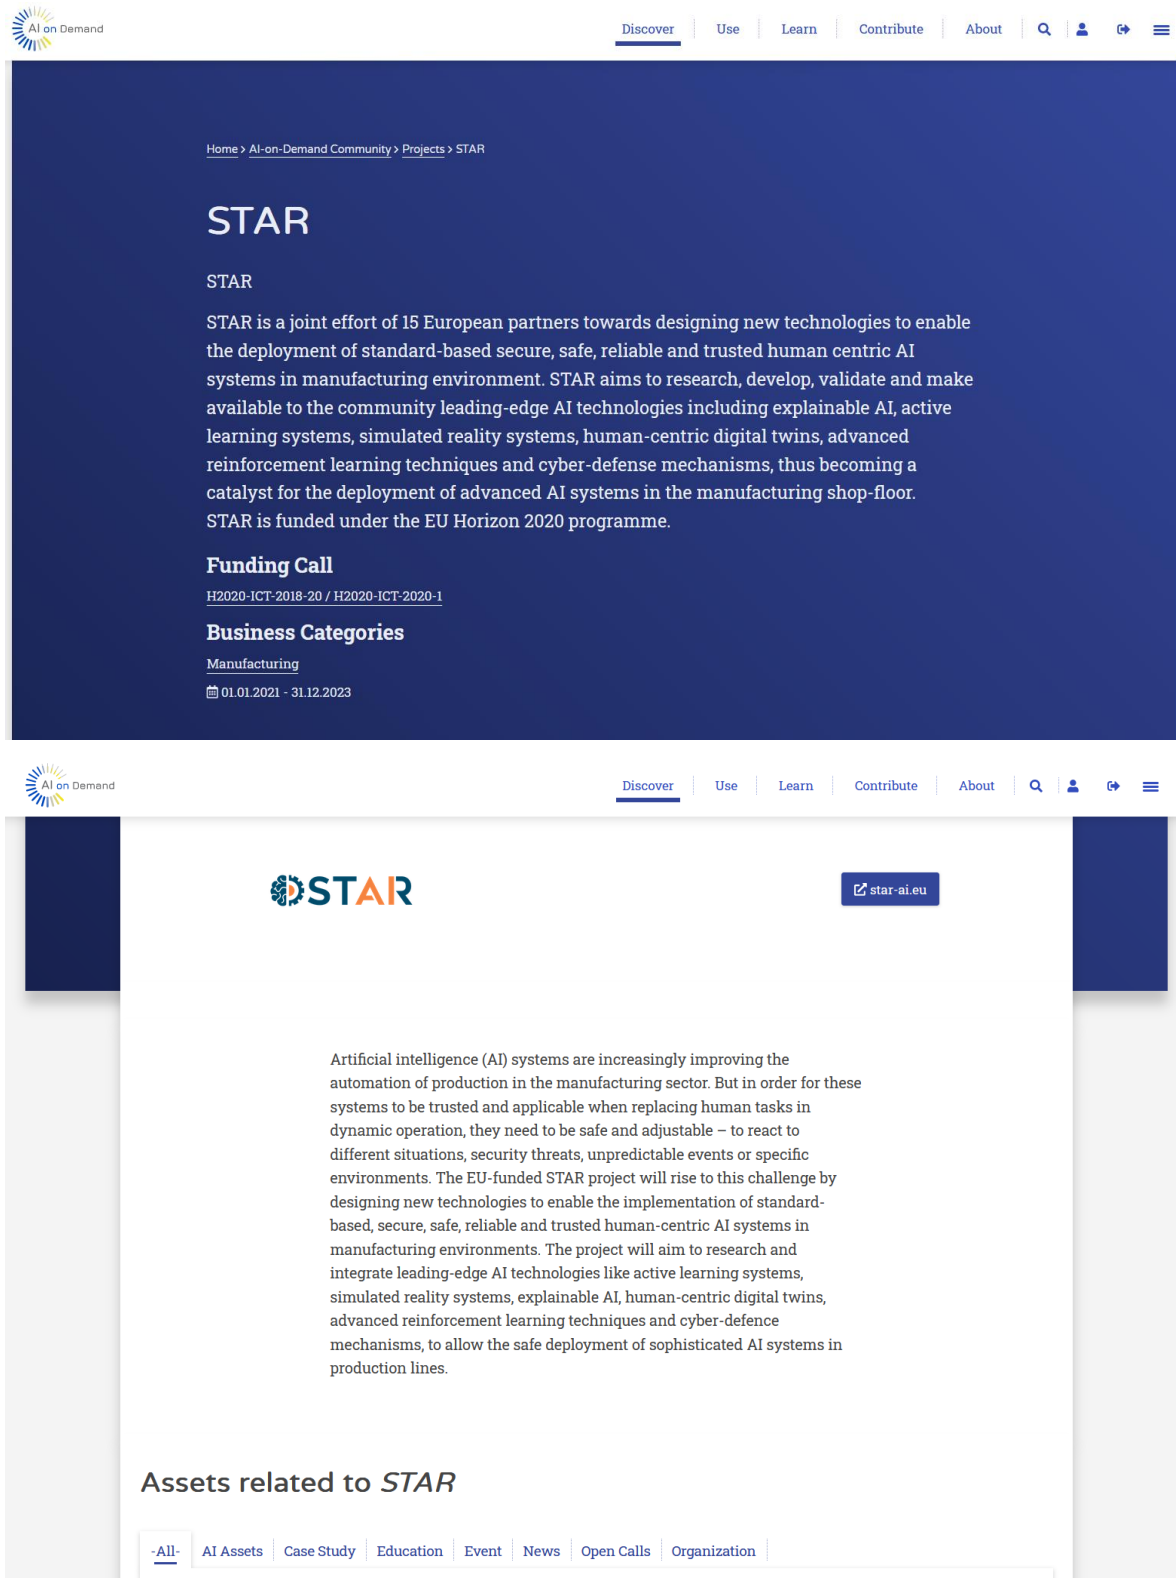 AI on Demand
Discover Use Learn Contribute About
Home > AI-on-Demand Community > Projects > STAR
STAR
STAR
STAR is a joint effort of 15 European partners towards designing new technologies to enable
the deployment of standard-based secure, safe, reliable and trusted human centric AI
systems in manufacturing environment. STAR aims to research, develop, validate and make
available to the community leading-edge AI technologies including explainable AI, active
learning systems, simulated reality systems, human-centric digital twins, advanced
reinforcement learning techniques and cyber-defense mechanisms, thus becoming a
catalyst for the deployment of advanced AI systems in the manufacturing shop-floor.
STAR is funded under the EU Horizon 2020 programme.
Funding Call
H2020-ICT-2018-20 / H2020-ICT-2020-1
Business Categories
Manufacturing
01.01.2021 - 31.12.2023
AI on Demand
Discover Use Learn Contribute About
STAR
star-ai.eu
Artificial intelligence (AI) systems are increasingly improving the
automation of production in the manufacturing sector. But in order for these
systems to be trusted and applicable when replacing human tasks in
dynamic operation, they need to be safe and adjustable – to react to
different situations, security threats, unpredictable events or specific
environments. The EU-funded STAR project will rise to this challenge by
designing new technologies to enable the implementation of standard-
based, secure, safe, reliable and trusted human-centric AI systems in
manufacturing environments. The project will aim to research and
integrate leading-edge AI technologies like active learning systems,
simulated reality systems, explainable AI, human-centric digital twins,
advanced reinforcement learning techniques and cyber-defence
mechanisms, to allow the safe deployment of sophisticated AI systems in
production lines.
Assets related to STAR
-All- AI Assets Case Study Education Event News Open Calls Organization